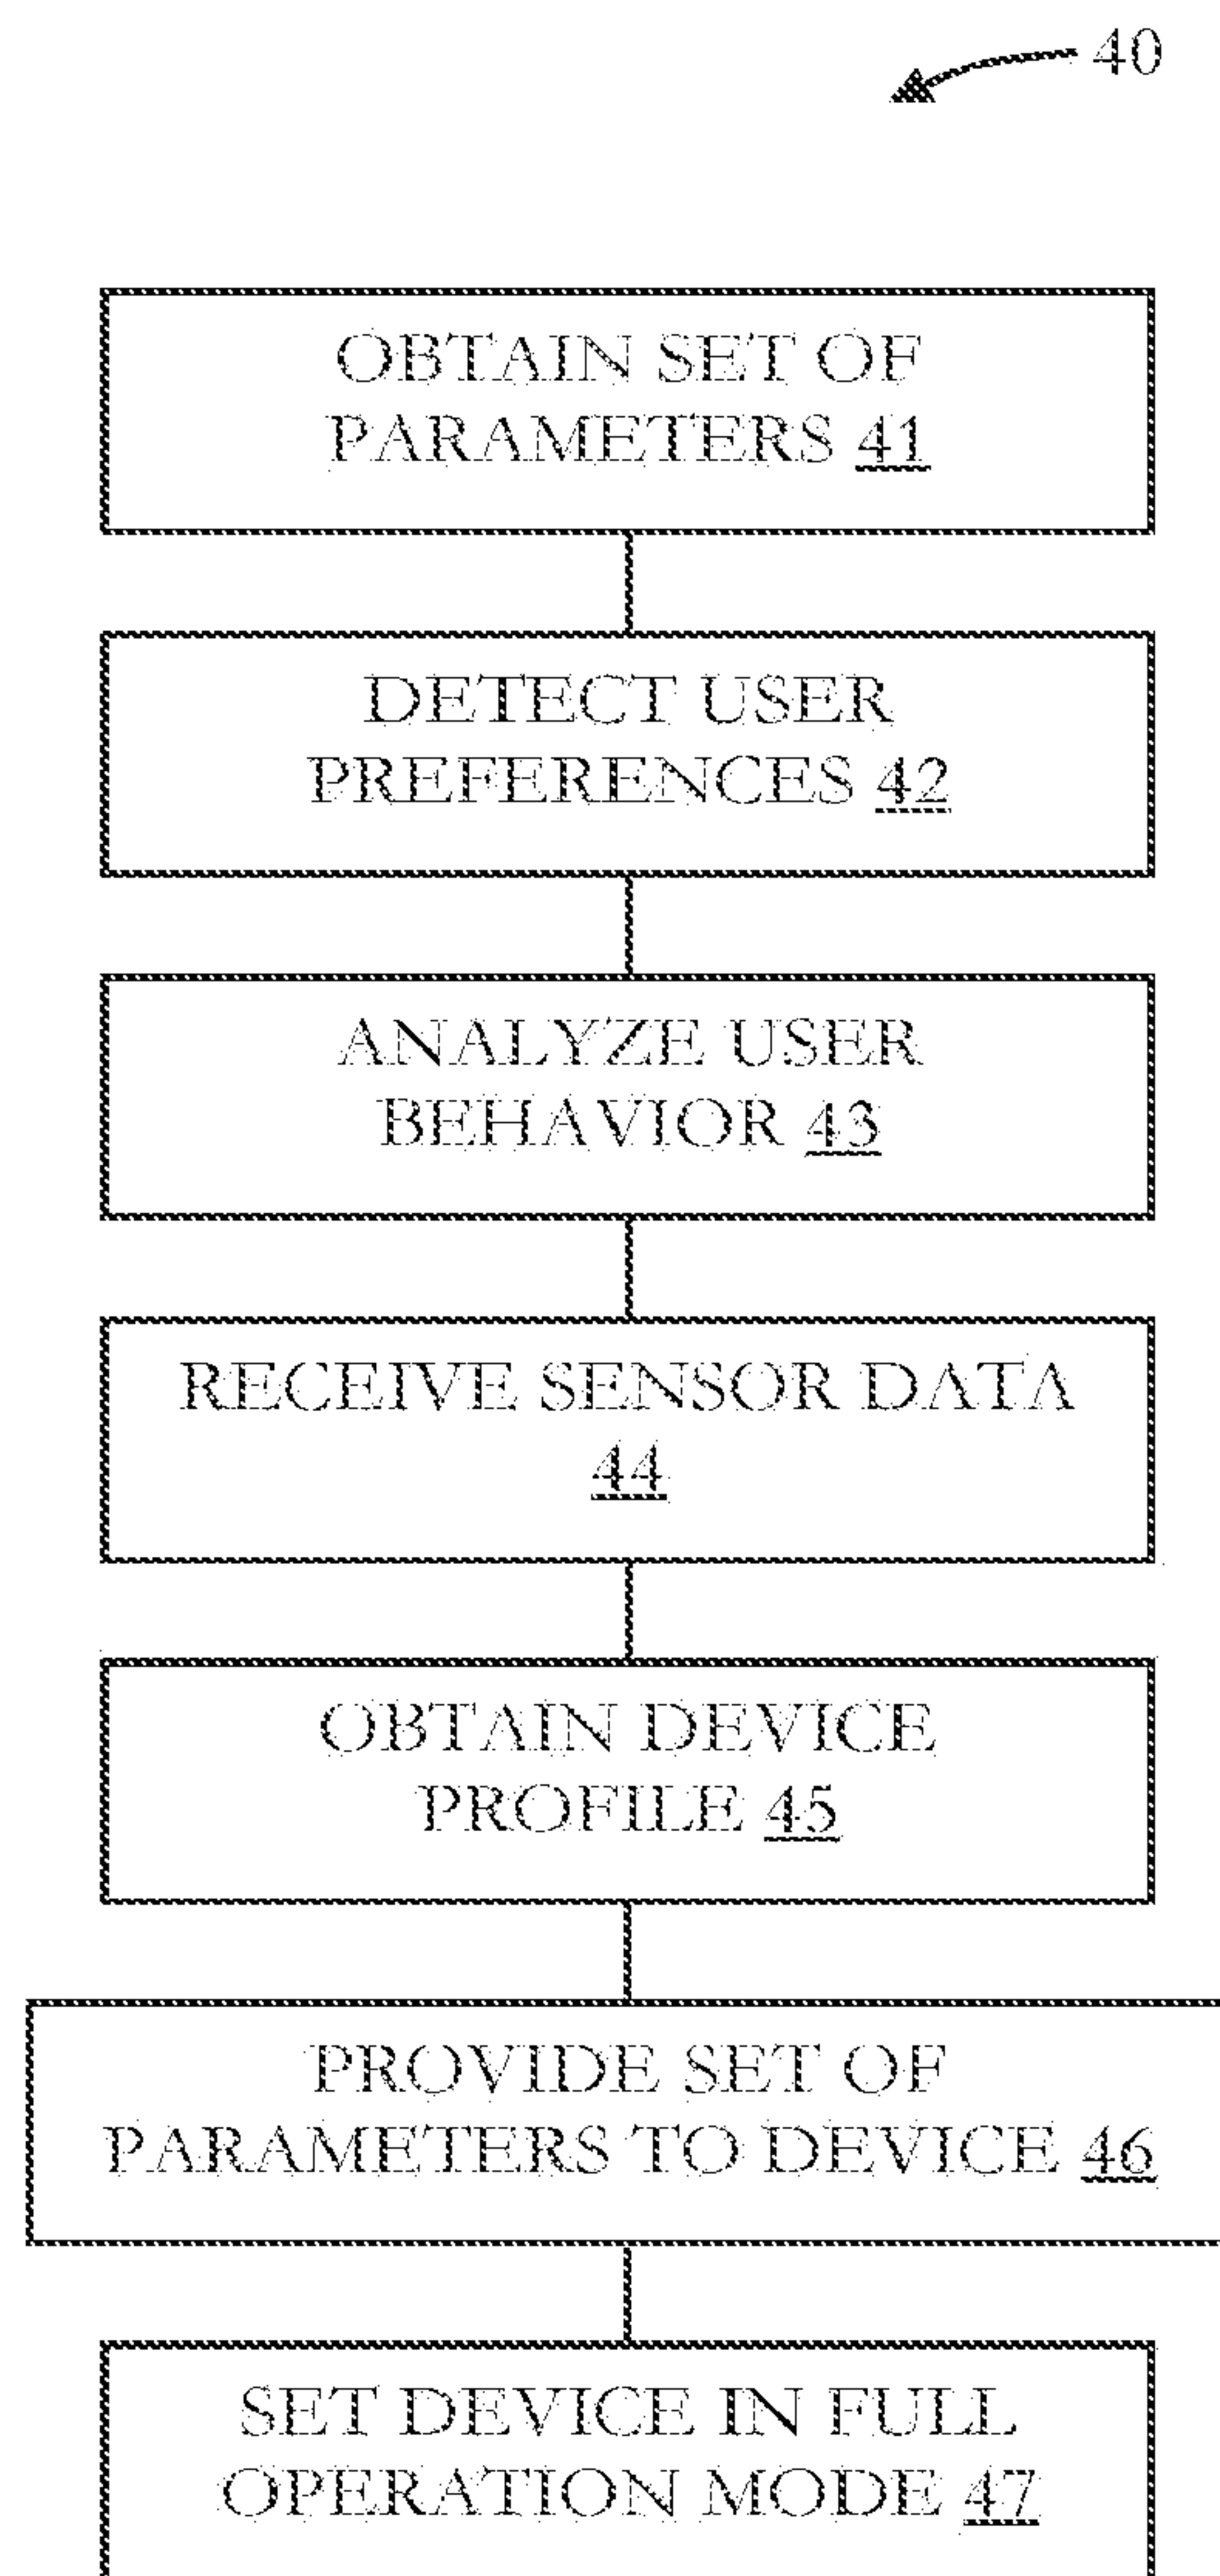 40
OBTAIN SET OF
PARAMETERS 41
DETECT USER
PREFERENCES 42
ANALYZE USER
BEHAVIOR 43
RECEIVE SENSOR DATA
44
OBTAIN DEVICE
PROFILE 45
PROVIDE SET OF
PARAMETERS TO DEVICE 46
SET DEVICE IN FULL
OPERATION MODE 47